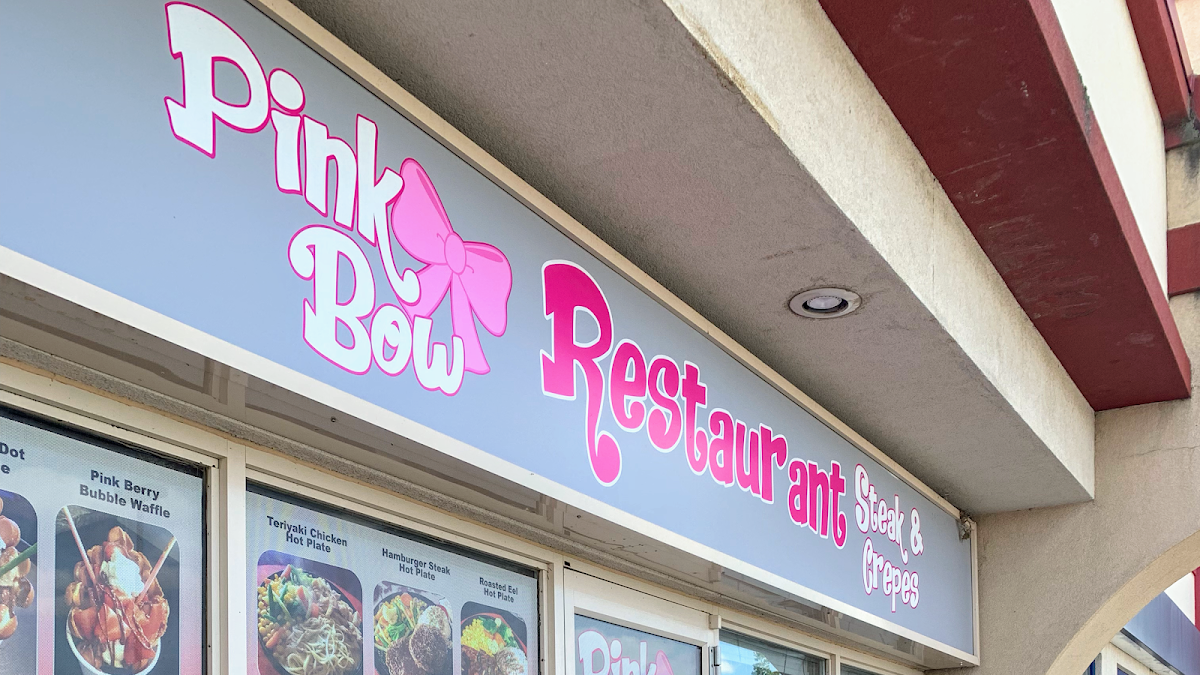 Pink
Bow
Restaurant
Steak &
Crepes
Dot
Pink Berry
Bubble Waffle
Teriyaki Chicken
Hot Plate
Hamburger Steak
Hot Plate
Roasted Eel
Hot Plate
Pink